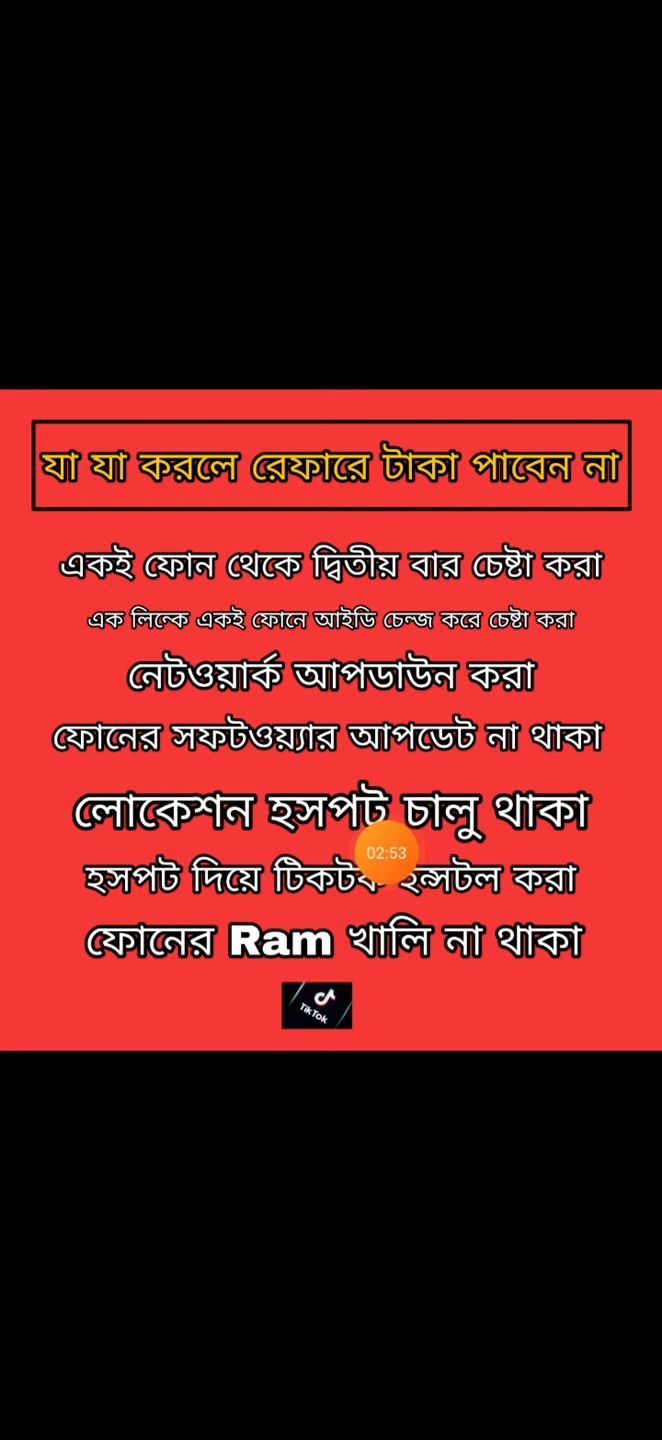 যা যা করলে রেফারে টাকা পাবেন না
একই ফোন থেকে দ্বিতীয় বার চেষ্টা করা
এক লিন্কে একই ফোনে আইডি চেন্জ করে চেষ্টা করা
নেটওয়ার্ক আপডাউন করা
ফোনের সফটওয়্যার আপডেট না থাকা
লোকেশন হসপট চালু থাকা
02:53
হসপট দিয়ে টিকটক ইন্সটল করা
ফোনের Ram খালি না থাকা
TikTok